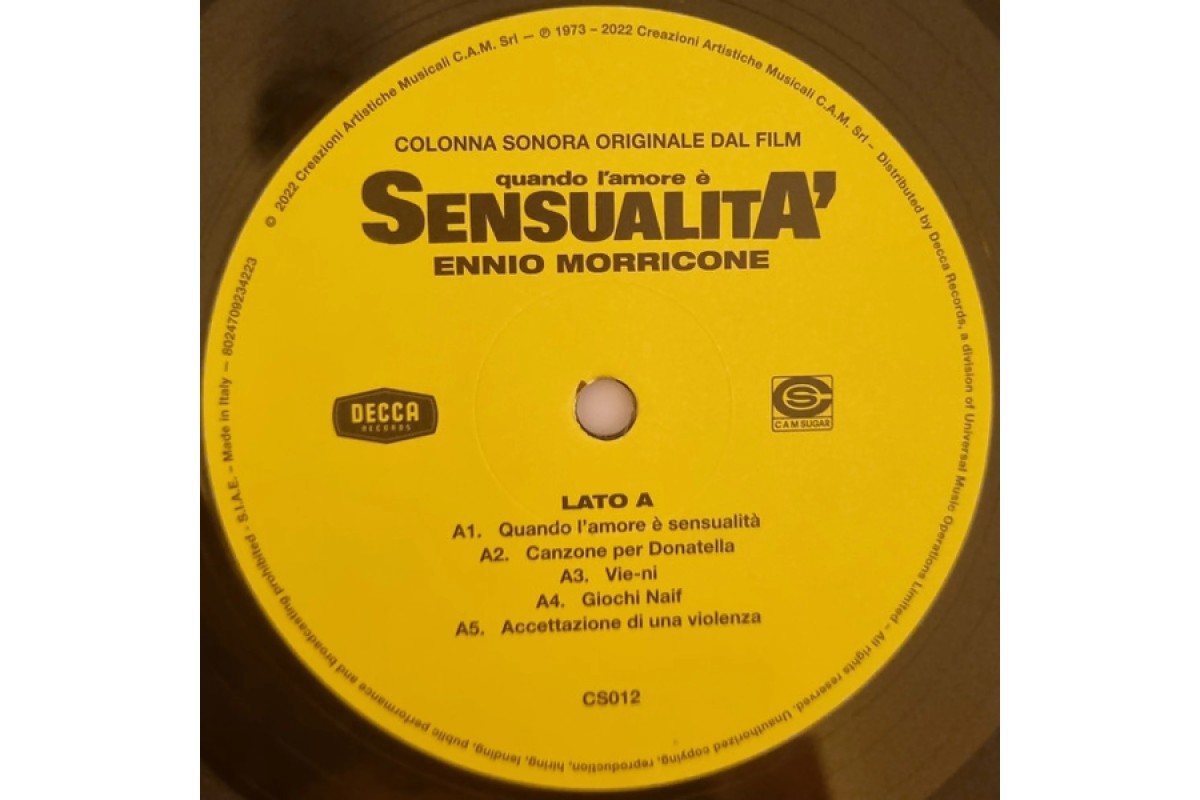 COLONNA SONORA ORIGINALE DAL FILM
quando l'amore è
SENSUALITA'
ENNIO MORRICONE
DECCA
RECORDS
CS
CAM SUGAR
LATO A
A1. Quando l'amore è sensualità
A2. Canzone per Donatella
A3. Vie-ni
A4. Giochi Naif
A5. Accettazione di una violenza
CS012
© 2022 Creazioni Artistiche Musicali C.A.M. Srl – ℗ 1973 – 2022 Creazioni Artistiche Musicali C.A.M. Srl – Distributed by Decca Records, a division of Universal Music Operations Limited – All rights reserved. Unauthorized copying, reproduction, hiring, lending, public performance and broadcasting prohibited - S.I.A.E. – Made in Italy – 8024709234223